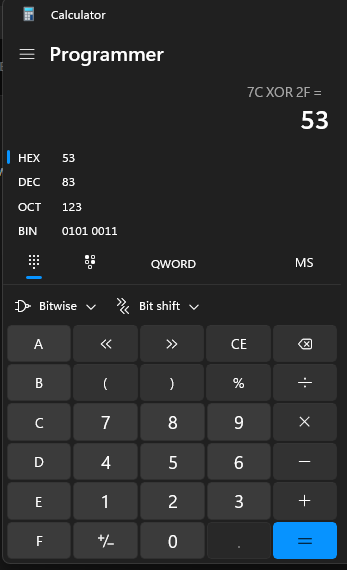 Calculator
Programmer
7C XOR 2F =
53
HEX 53
DEC 83
OCT 123
BIN 0101 0011
QWORD MS
Bitwise Bit shift
A « » CE
B ( ) % ÷
C 7 8 9 ×
D 4 5 6 −
E 1 2 3 +
F +/− 0 . =